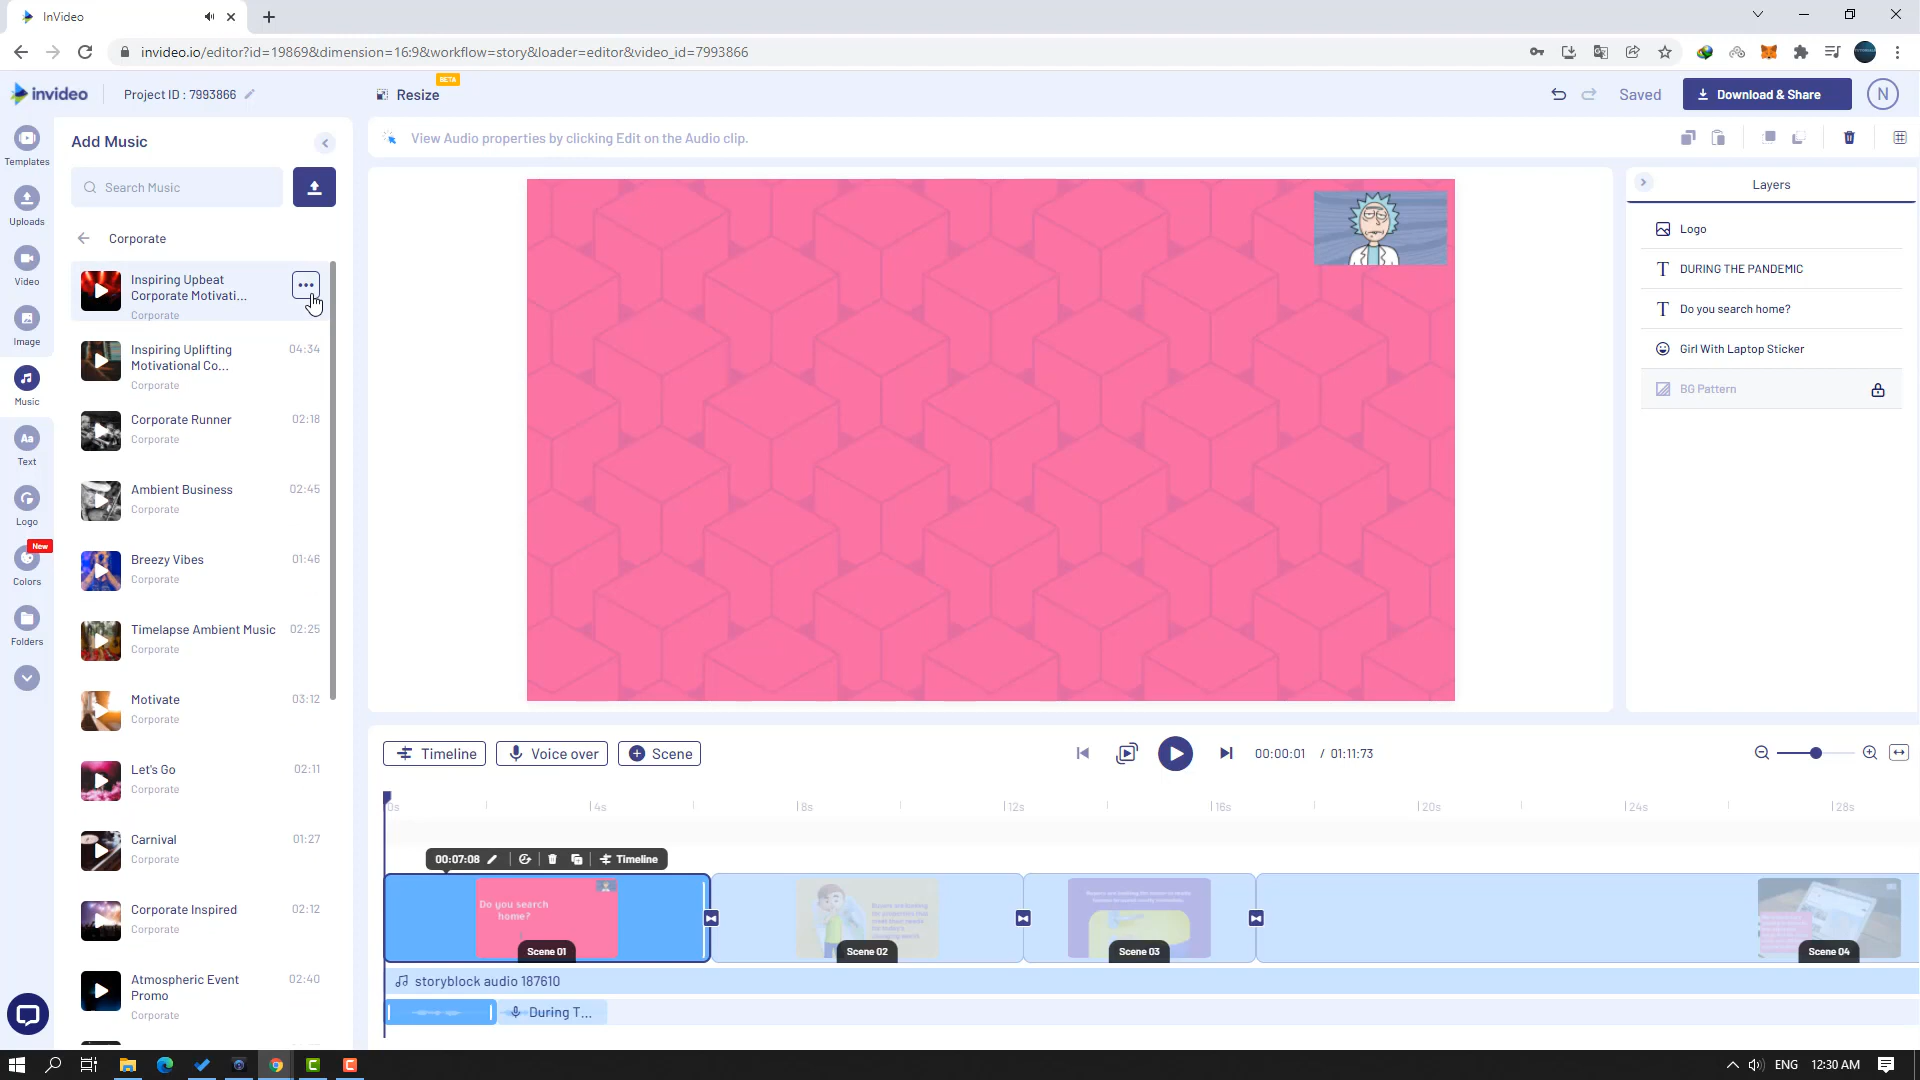 InVideo
invideo.io/editor?id=19869&dimension=16:9&workflow=story&loader=editor&video_id=7993866
invideo
Project ID : 7993866
Resize
BETA
Saved
Download & Share
N
Templates
Uploads
Video
Image
Music
Text
Logo
New
Colors
Folders
Aa
Add Music
Search Music
Corporate
Inspiring Upbeat
Corporate Motivati...
Corporate
Inspiring Uplifting
Motivational Co...
04:34
Corporate
Corporate Runner
02:18
Corporate
Ambient Business
02:45
Corporate
Breezy Vibes
01:46
Corporate
Timelapse Ambient Music
02:25
Corporate
Motivate
03:12
Corporate
Let's Go
02:11
Corporate
Carnival
01:27
Corporate
Corporate Inspired
02:12
Corporate
Atmospheric Event
Promo
02:40
Corporate
View Audio properties by clicking Edit on the Audio clip.
Layers
Logo
T DURING THE PANDEMIC
T Do you search home?
Girl With Laptop Sticker
BG Pattern
Timeline
Voice over
Scene
00:00:01 / 01:11:73
0s
4s
8s
12s
16s
20s
24s
28s
00:07:08
Timeline
Do you search
home?
Scene 01
Scene 02
Scene 03
Scene 04
storyblock audio 187610
During T...
ENG
12:30 AM